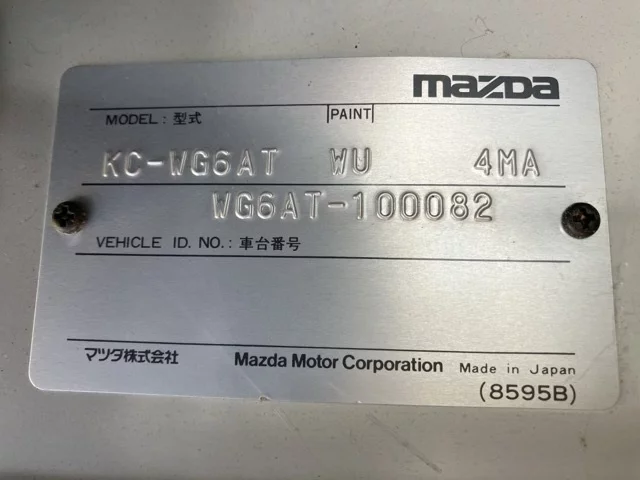 mazda
MODEL : 型式 PAINT
KC-WG6AT WU 4MA
WG6AT-100082
VEHICLE ID. NO. : 車台番号
マツダ株式会社 Mazda Motor Corporation Made in Japan
(8595B)